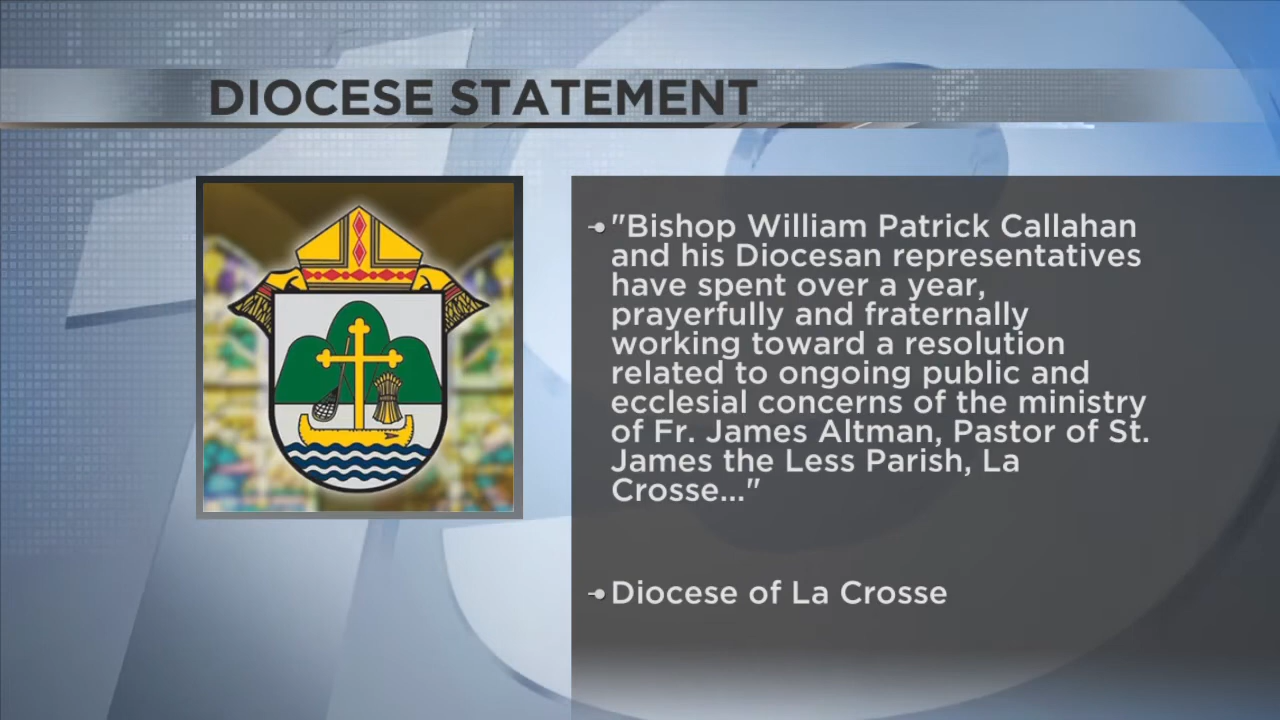 DIOCESE STATEMENT
"Bishop William Patrick Callahan
and his Diocesan representatives
have spent over a year,
prayerfully and fraternally
working toward a resolution
related to ongoing public and
ecclesial concerns of the ministry
of Fr. James Altman, Pastor of St.
James the Less Parish, La
Crosse..."
Diocese of La Crosse